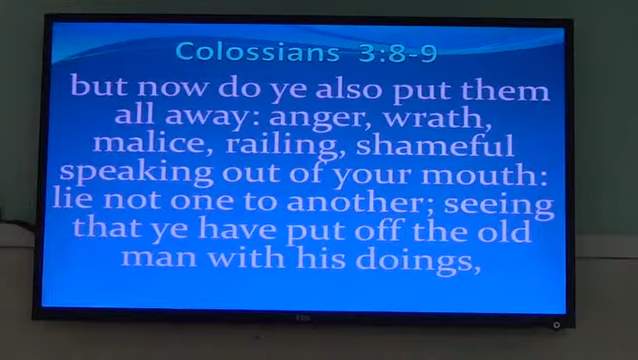 Colossians 3:8-9
but now do ye also put them
all away: anger, wrath,
malice, railing, shameful
speaking out of your mouth:
lie not one to another; seeing
that ye have put off the old
man with his doings,